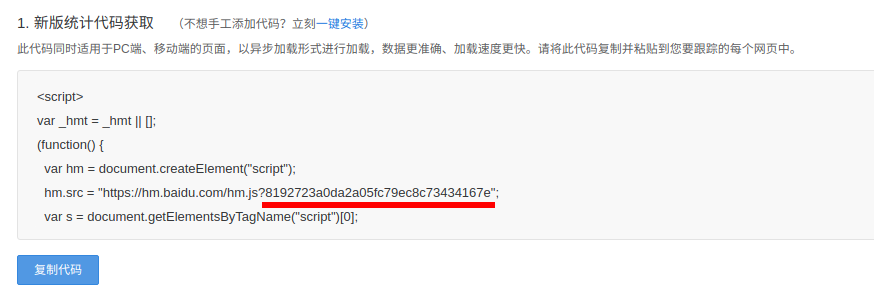 1. 新版统计代码获取 （不想手工添加代码？立刻一键安装）
此代码同时适用于PC端、移动端的页面，以异步加载形式进行加载，数据更准确、加载速度更快。请将此代码复制并粘贴到您要跟踪的每个网页中。
<script>
var _hmt = _hmt || [];
(function() {
var hm = document.createElement("script");
hm.src = "https://hm.baidu.com/hm.js?8192723a0da2a05fc79ec8c73434167e";
var s = document.getElementsByTagName("script")[0];
复制代码